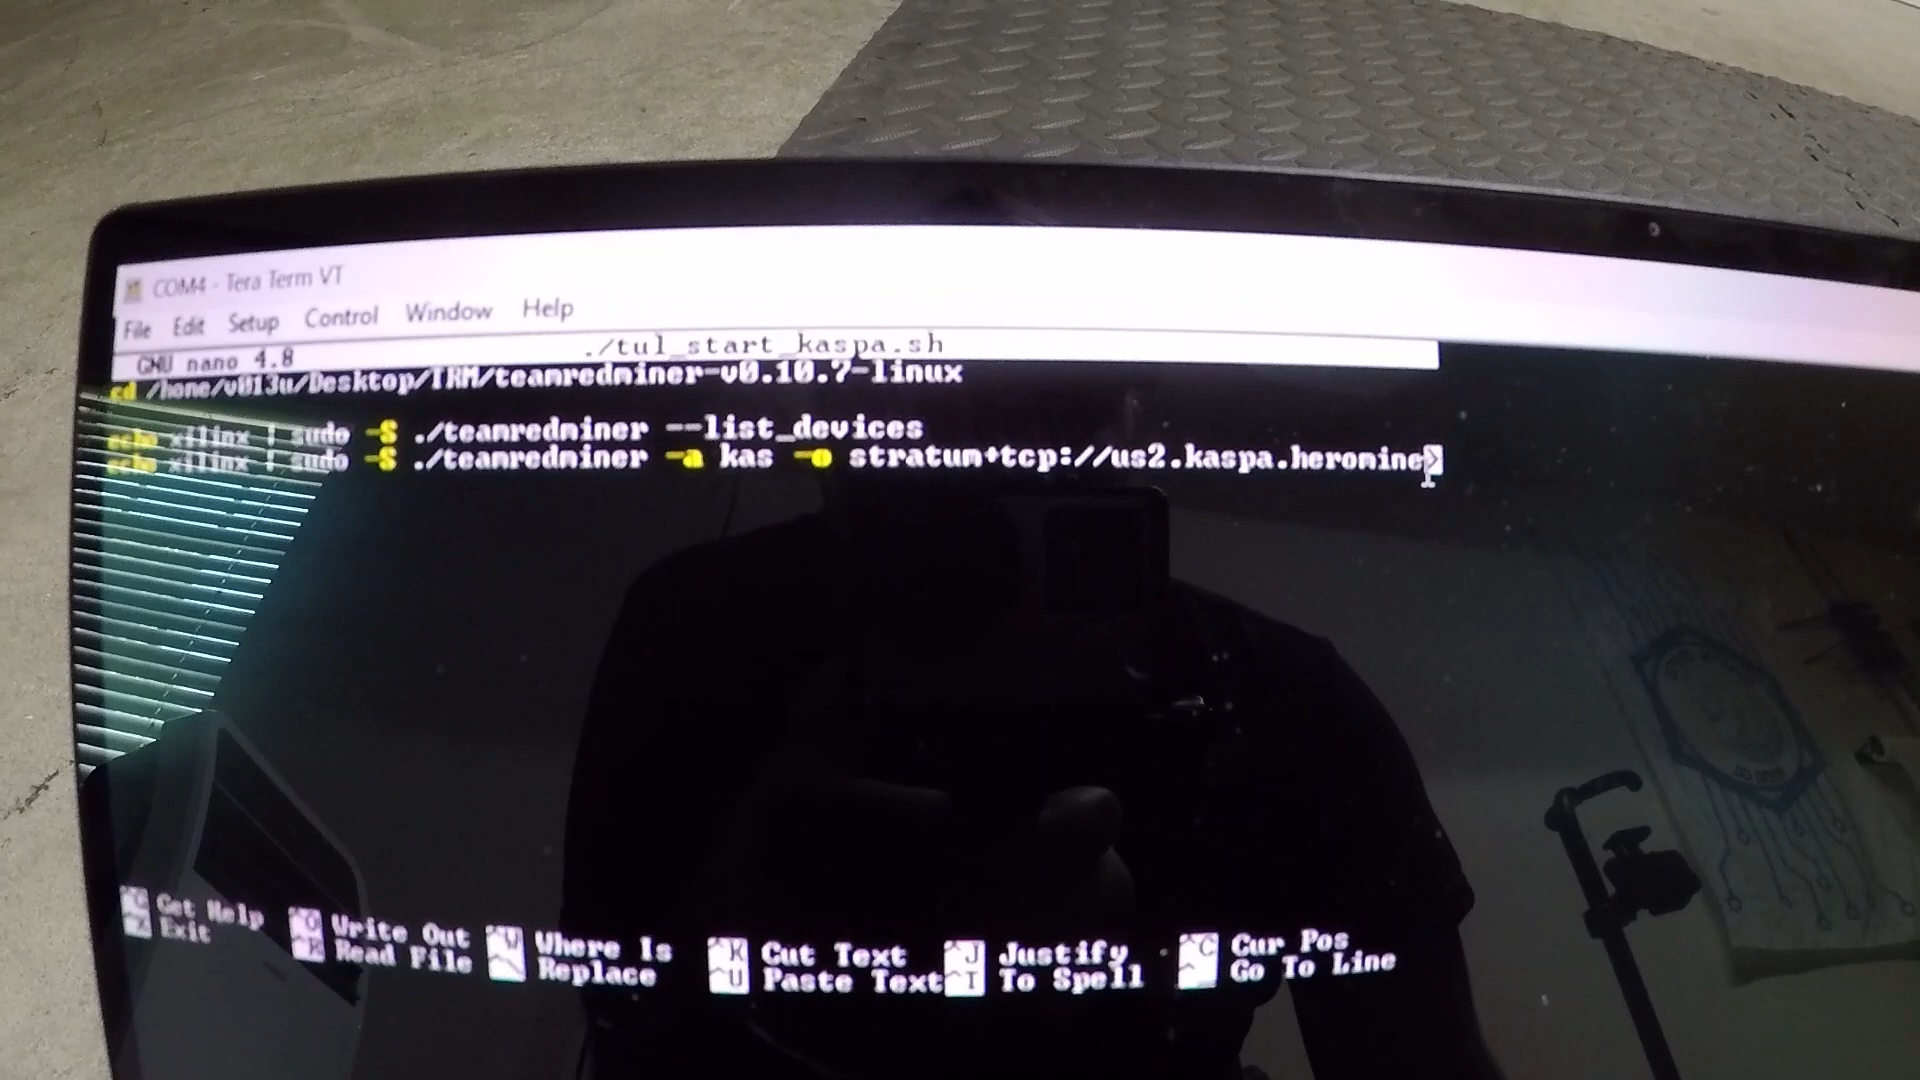 COM4 - Tera Term VT
File Edit Setup Control Window Help
GNU nano 4.8 ./tul_start_kaspa.sh
cd /home/v013u/Desktop/TRM/teamredminer-v0.10.7-linux
echo xilinx | sudo -S ./teamredminer --list_devices
echo xilinx | sudo -S ./teamredminer -a kas -o stratum+tcp://us2.kaspa.heromine>
^G Get Help ^O Write Out ^W Where Is ^K Cut Text ^J Justify ^C Cur Pos
^X Exit ^R Read File ^\ Replace ^U Paste Text ^T To Spell ^_ Go To Line